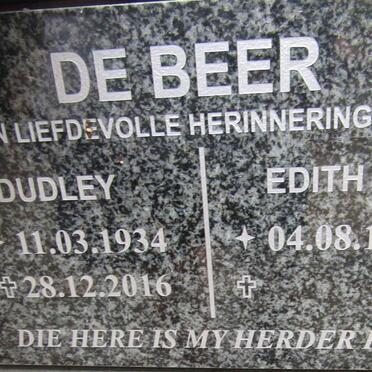 DE BEER
N LIEFDEVOLLE HERINNERING
DUDLEY EDITH
11.03.1934 04.08.1
28.12.2016
DIE HERE IS MY HERDER